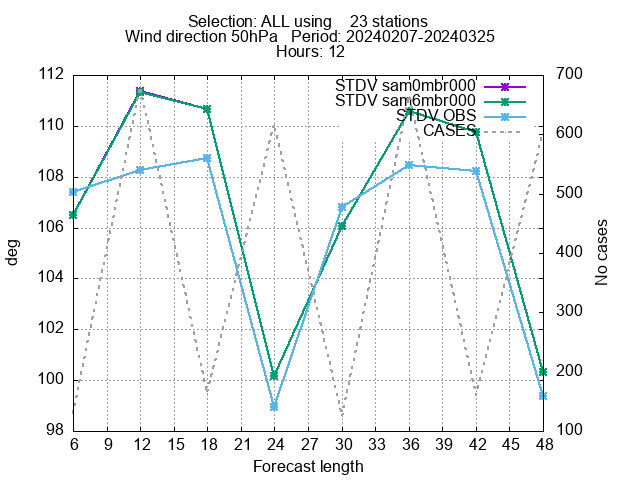 Selection: ALL using 23 stations
Wind direction 50hPa Period: 20240207-20240325
Hours: 12
112
110
108
106
104
102
100
98
deg
700
600
500
400
300
200
100
No cases
STDV sam0mbr000
STDV sam6mbr000
STDV OBS
CASES
6 9 12 15 18 21 24 27 30 33 36 39 42 45 48
Forecast length